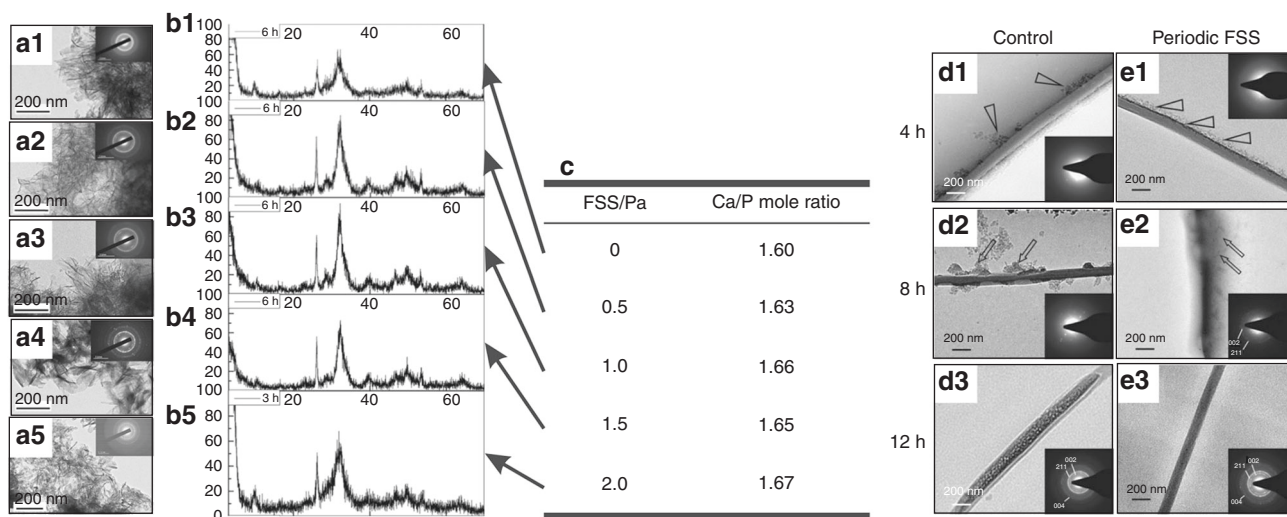 a1
200 nm
a2
200 nm
a3
200 nm
a4
200 nm
a5
200 nm
b1
100
80
60
40
20
6 h
20
40
60
b2
100
80
60
40
20
6 h
b3
100
80
60
40
20
6 h
b4
100
80
60
40
20
6 h
b5
100
80
60
40
20
0
3 h
20
40
60
20
40
60
c
FSS/Pa Ca/P mole ratio
0 1.60
0.5 1.63
1.0 1.66
1.5 1.65
2.0 1.67
Control Periodic FSS
4 h
d1
200 nm
e1
200 nm
8 h
d2
200 nm
e2
200 nm
002
211
12 h
d3
200 nm
002
211
004
e3
200 nm
002
211
004